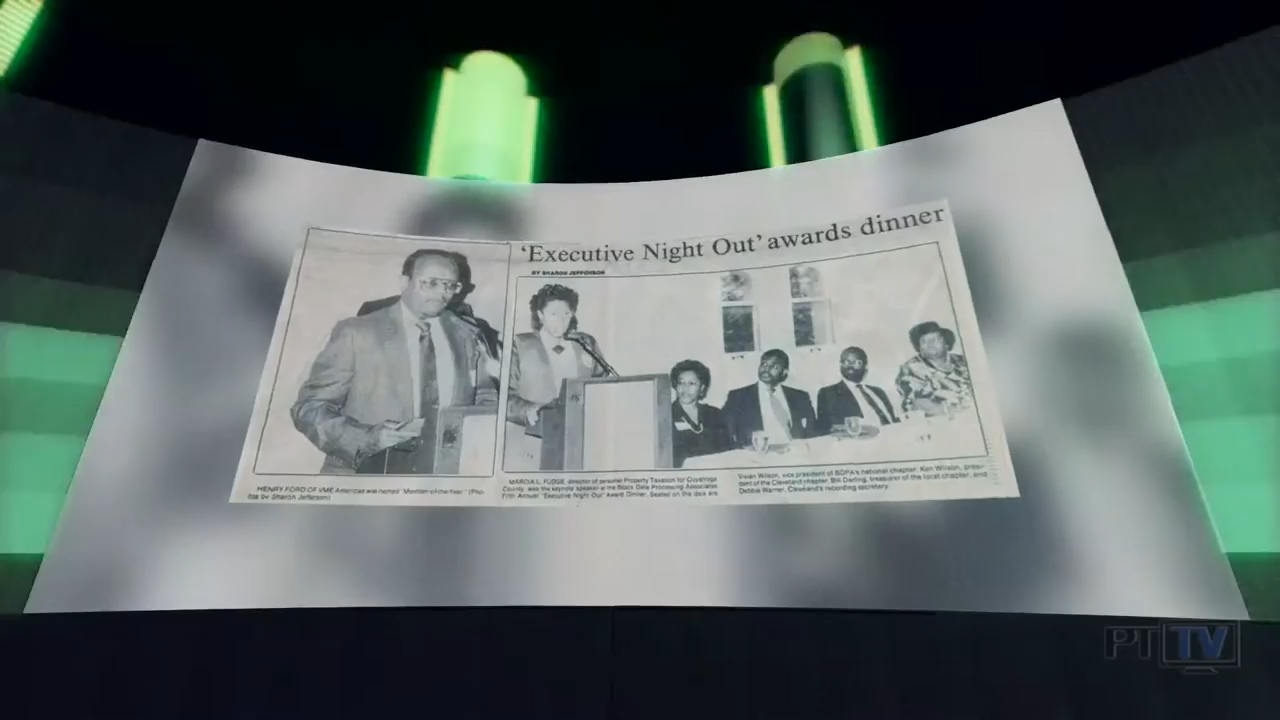 'Executive Night Out' awards dinner
BY SHARON JEFFERSON
HENRY FORD OF VME Americas was named 'Member-of-the-Year.' (Pho-
tos by Sharon Jefferson)
MARCIA L. FUDGE, director of personal Property Taxation for Cuyahoga
County, was the keynote speaker at the Black Data Processing Associates
Fifth Annual "Executive Night Out" Award Dinner. Seated on the dais are
Vivian Wilson, vice president of BDPA's national chapter; Ken Wilson, presi-
dent of the Cleveland chapter; Bill Darling, treasurer of the local chapter, and
Debbie Warner, Cleveland's recording secretary.
PT TV